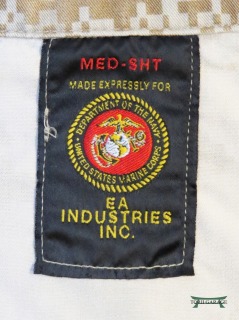 MED-SHT
MADE EXPRESSLY FOR
DEPARTMENT OF THE NAVY
UNITED STATES MARINE CORPS
EA
INDUSTRIES
INC.